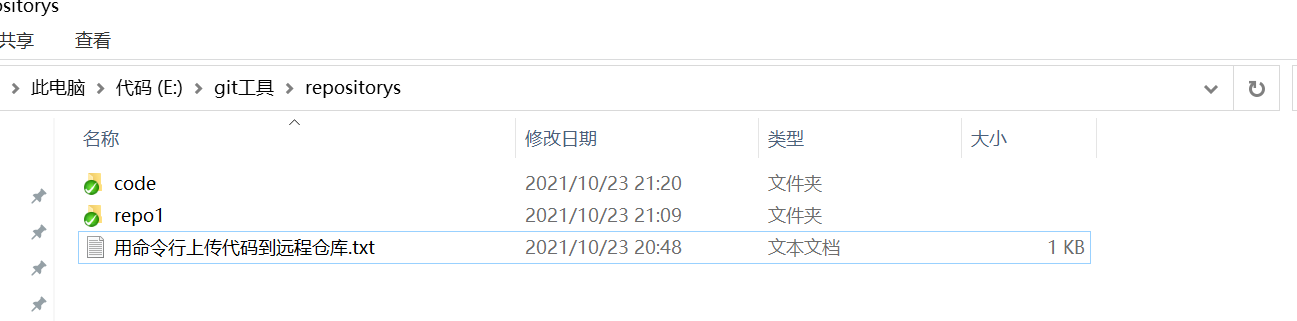 ositorys
共享 查看
此电脑 代码 (E:) git工具 repositorys
名称 修改日期 类型 大小
code 2021/10/23 21:20 文件夹
repo1 2021/10/23 21:09 文件夹
用命令行上传代码到远程仓库.txt 2021/10/23 20:48 文本文档 1 KB